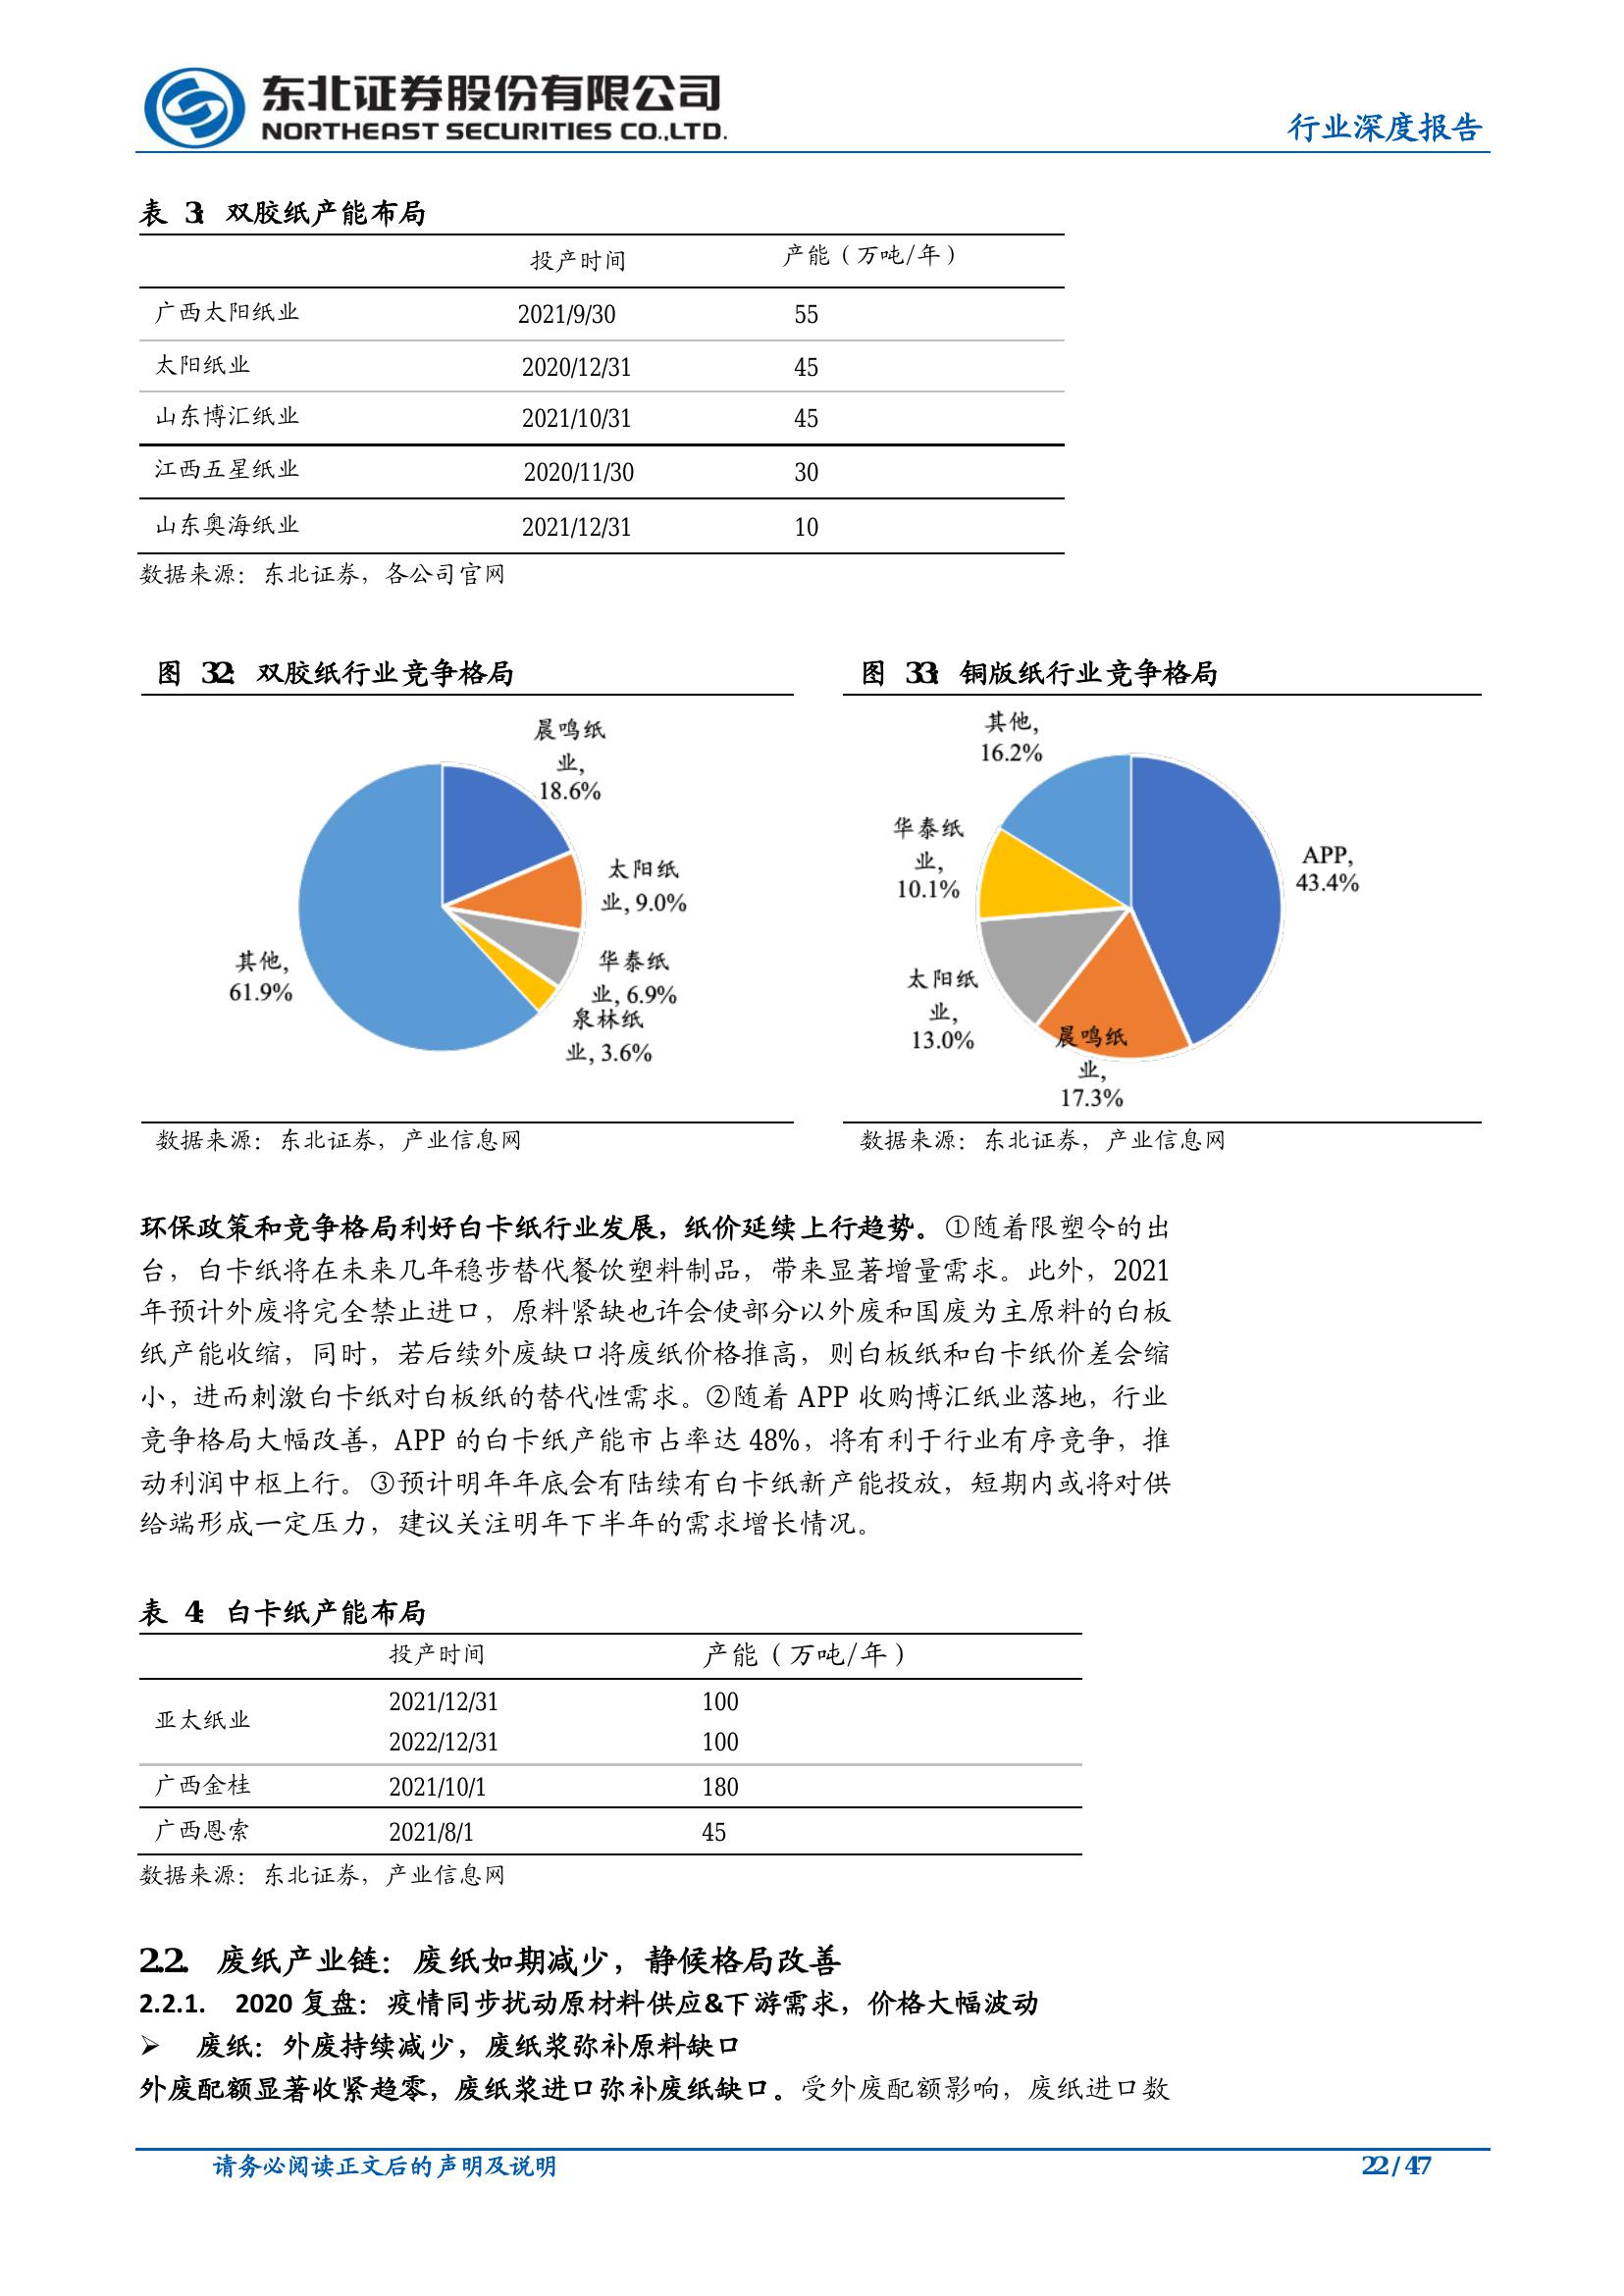 东北证券股份有限公司
NORTHEAST SECURITIES CO.,LTD.
行业深度报告
表 3：双胶纸产能布局
投产时间 产能（万吨/年）
广西太阳纸业 2021/9/30 55
太阳纸业 2020/12/31 45
山东博汇纸业 2021/10/31 45
江西五星纸业 2020/11/30 30
山东奥海纸业 2021/12/31 10
数据来源：东北证券，各公司官网
图 32：双胶纸行业竞争格局
晨鸣纸
业,
18.6%
太阳纸
业, 9.0%
华泰纸
业, 6.9%
泉林纸
业, 3.6%
其他,
61.9%
数据来源：东北证券，产业信息网
图 33：铜版纸行业竞争格局
其他,
16.2%
华泰纸
业,
10.1%
APP,
43.4%
太阳纸
业,
13.0%
晨鸣纸
业,
17.3%
数据来源：东北证券，产业信息网
环保政策和竞争格局利好白卡纸行业发展，纸价延续上行趋势。①随着限塑令的出
台，白卡纸将在未来几年稳步替代餐饮塑料制品，带来显著增量需求。此外，2021
年预计外废将完全禁止进口，原料紧缺也许会使部分以外废和国废为主原料的白板
纸产能收缩，同时，若后续外废缺口将废纸价格推高，则白板纸和白卡纸价差会缩
小，进而刺激白卡纸对白板纸的替代性需求。②随着 APP 收购博汇纸业落地，行业
竞争格局大幅改善，APP 的白卡纸产能市占率达 48%，将有利于行业有序竞争，推
动利润中枢上行。③预计明年年底会有陆续有白卡纸新产能投放，短期内或将对供
给端形成一定压力，建议关注明年下半年的需求增长情况。
表 4：白卡纸产能布局
投产时间 产能（万吨/年）
亚太纸业 2021/12/31 100
2022/12/31 100
广西金桂 2021/10/1 180
广西恩索 2021/8/1 45
数据来源：东北证券，产业信息网
2.2. 废纸产业链：废纸如期减少，静候格局改善
2.2.1. 2020 复盘：疫情同步扰动原材料供应&下游需求，价格大幅波动
➢ 废纸：外废持续减少，废纸浆弥补原料缺口
外废配额显著收紧趋零，废纸浆进口弥补废纸缺口。受外废配额影响，废纸进口数
请务必阅读正文后的声明及说明
22 / 47